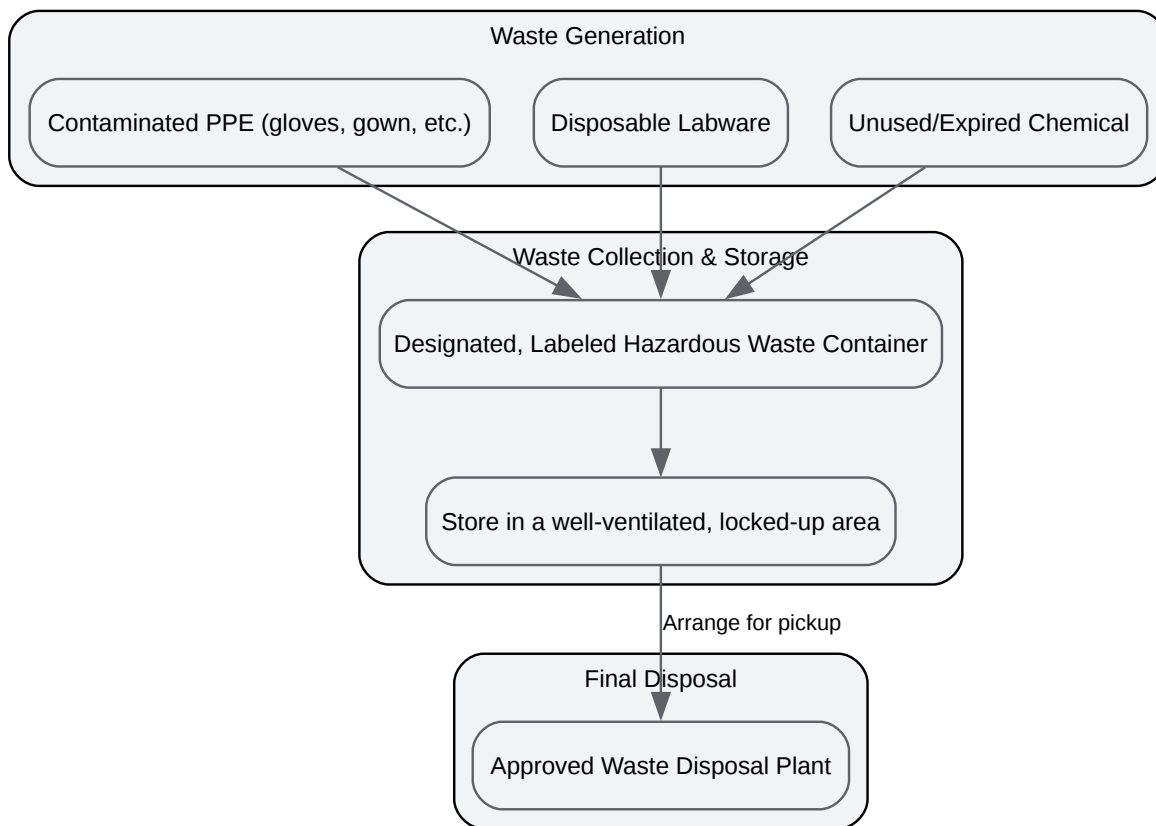 Waste Generation
Contaminated PPE (gloves, gown, etc.)
Disposable Labware
Unused/Expired Chemical
Waste Collection & Storage
Designated, Labeled Hazardous Waste Container
Store in a well-ventilated, locked-up area
Arrange for pickup
Final Disposal
Approved Waste Disposal Plant